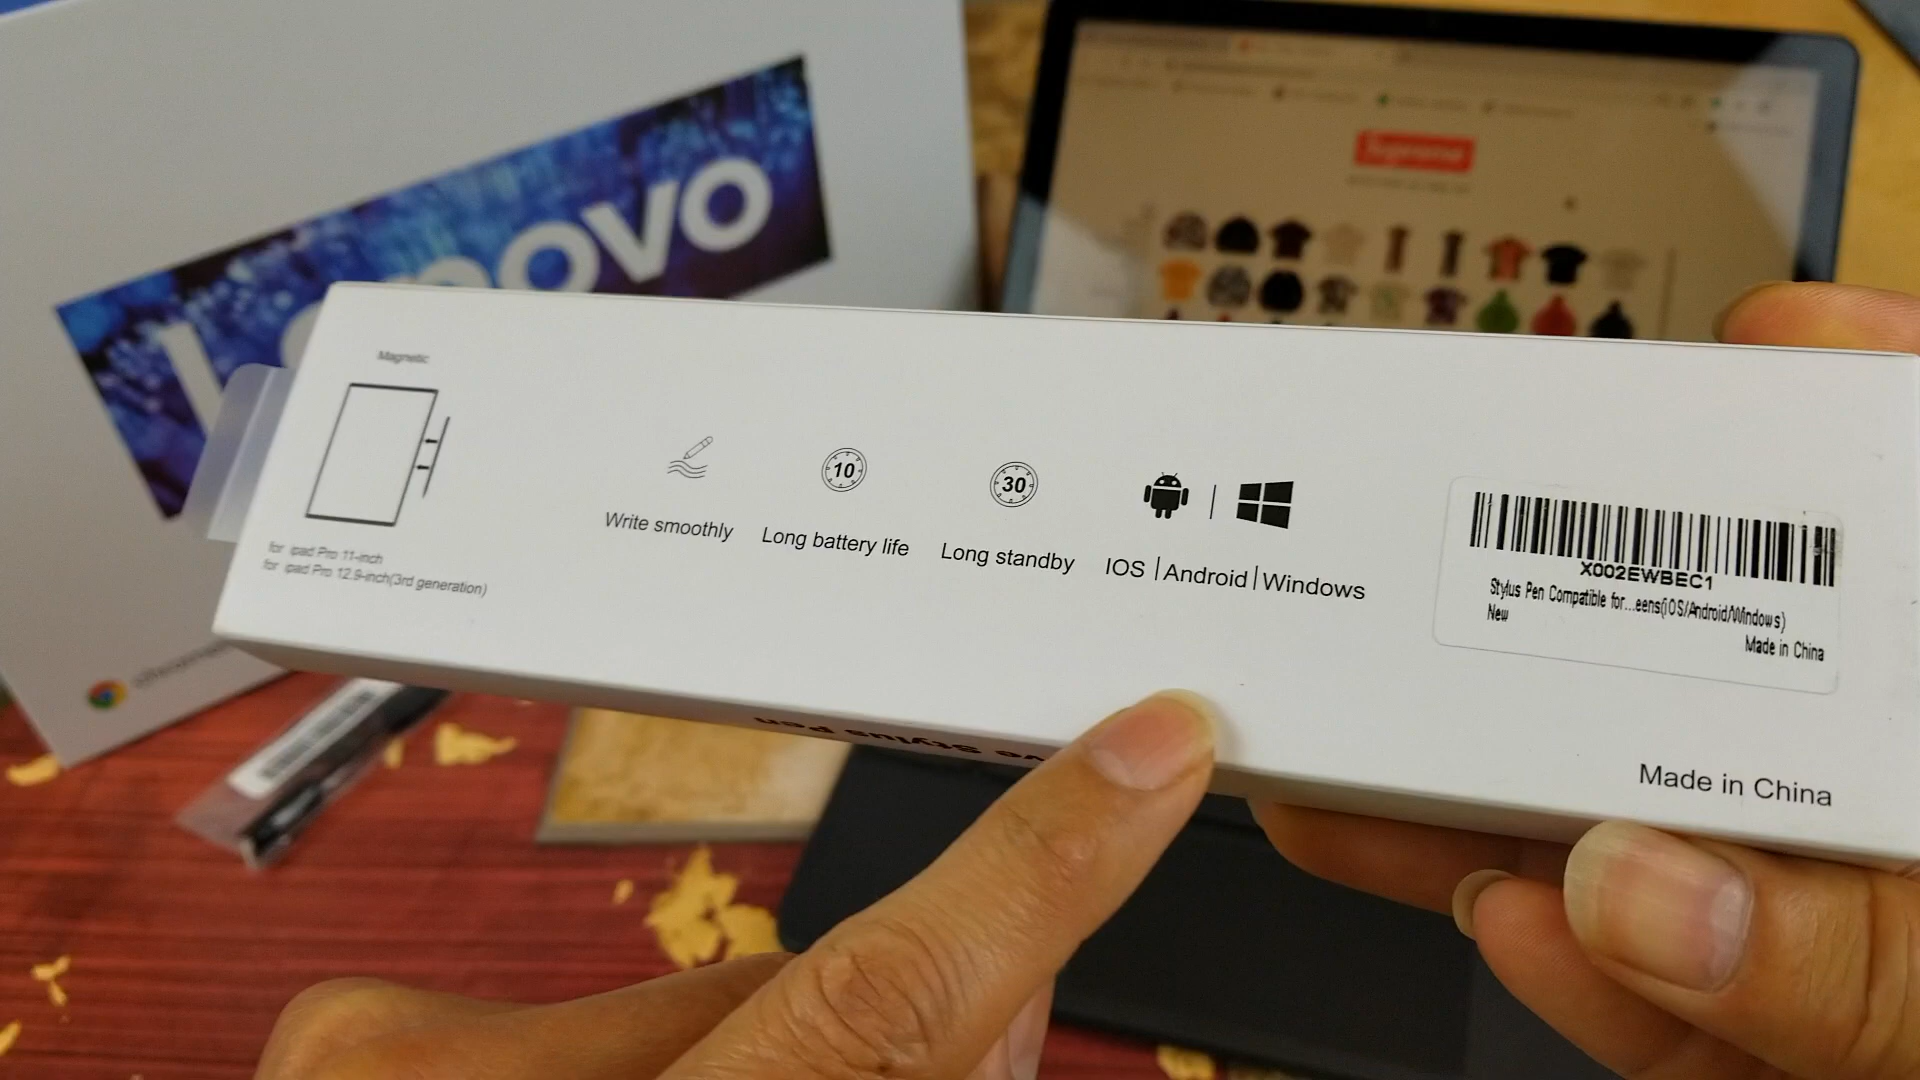 Lenovo
Supreme
Magnetic
for ipad Pro 11-inch
for ipad Pro 12.9-inch(3rd generation)
Write smoothly
10
Long battery life
30
Long standby
IOS | Android | Windows
X002EWBEC1
Stylus Pen Compatible for...eens(iOS/Android/Windows)
New
Made in China
Made in China
ve Stylus Pen